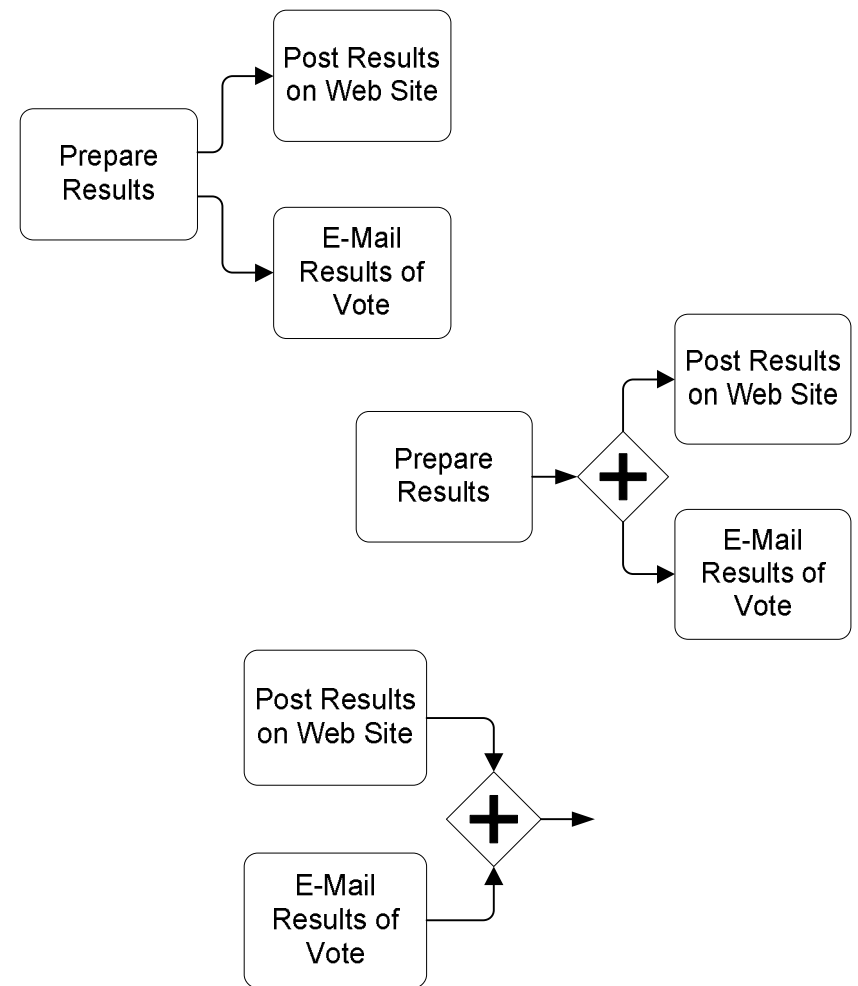 Post Results
on Web Site
Prepare
Results
E-Mail
Results of
Vote
Post Results
on Web Site
Prepare
Results
E-Mail
Results of
Vote
Post Results
on Web Site
E-Mail
Results of
Vote